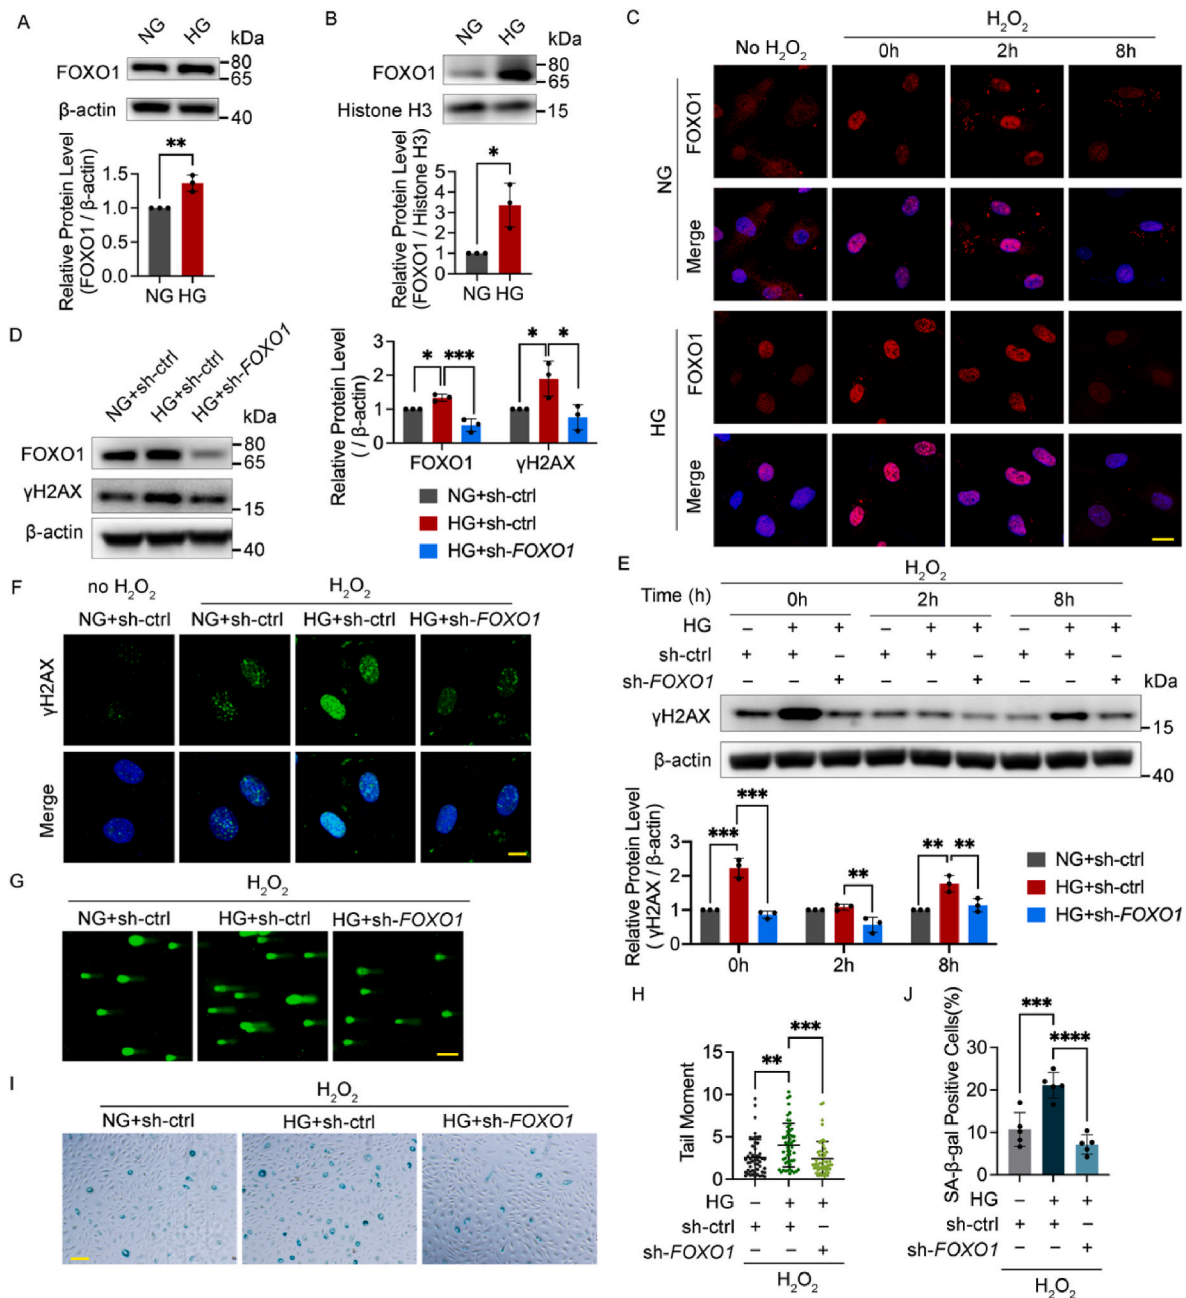 A
NG HG kDa
FOXO1
80
65
β-actin
40
**
Relative Protein Level
(FOXO1 / β-actin)
1.5
1.0
0.5
0.0
NG HG
B
NG HG kDa
FOXO1
80
65
Histone H3
15
*
Relative Protein Level
(FOXO1 / Histone H3)
5
4
3
2
1
0
NG HG
C
H2O2
No H2O2 0h 2h 8h
NG
FOXO1
Merge
HG
FOXO1
Merge
D
NG+sh-ctrl
HG+sh-ctrl
HG+sh-FOXO1
kDa
FOXO1
80
65
γH2AX
15
β-actin
40
Relative Protein Level
( / β-actin)
3
2
1
0
* *** * *
FOXO1 γH2AX
NG+sh-ctrl
HG+sh-ctrl
HG+sh-FOXO1
E
H2O2
Time (h) 0h 2h 8h
HG – + + – + + – + +
sh-ctrl + + – + + – + + –
sh-FOXO1 – – + – – + – – +
kDa
γH2AX
15
β-actin
40
Relative Protein Level
( γH2AX / β-actin)
3
2
1
0
*** *** ** ** **
0h 2h 8h
NG+sh-ctrl
HG+sh-ctrl
HG+sh-FOXO1
F
no H2O2 H2O2
NG+sh-ctrl NG+sh-ctrl HG+sh-ctrl HG+sh-FOXO1
γH2AX
Merge
G
H2O2
NG+sh-ctrl HG+sh-ctrl HG+sh-FOXO1
H
Tail Moment
15
10
5
0
** ***
HG – + +
sh-ctrl + + –
sh-FOXO1 – – +
H2O2
I
H2O2
NG+sh-ctrl HG+sh-ctrl HG+sh-FOXO1
J
SA-β-gal Positive Cells(%)
30
20
10
0
*** ****
HG – + +
sh-ctrl + + –
sh-FOXO1 – – +
H2O2